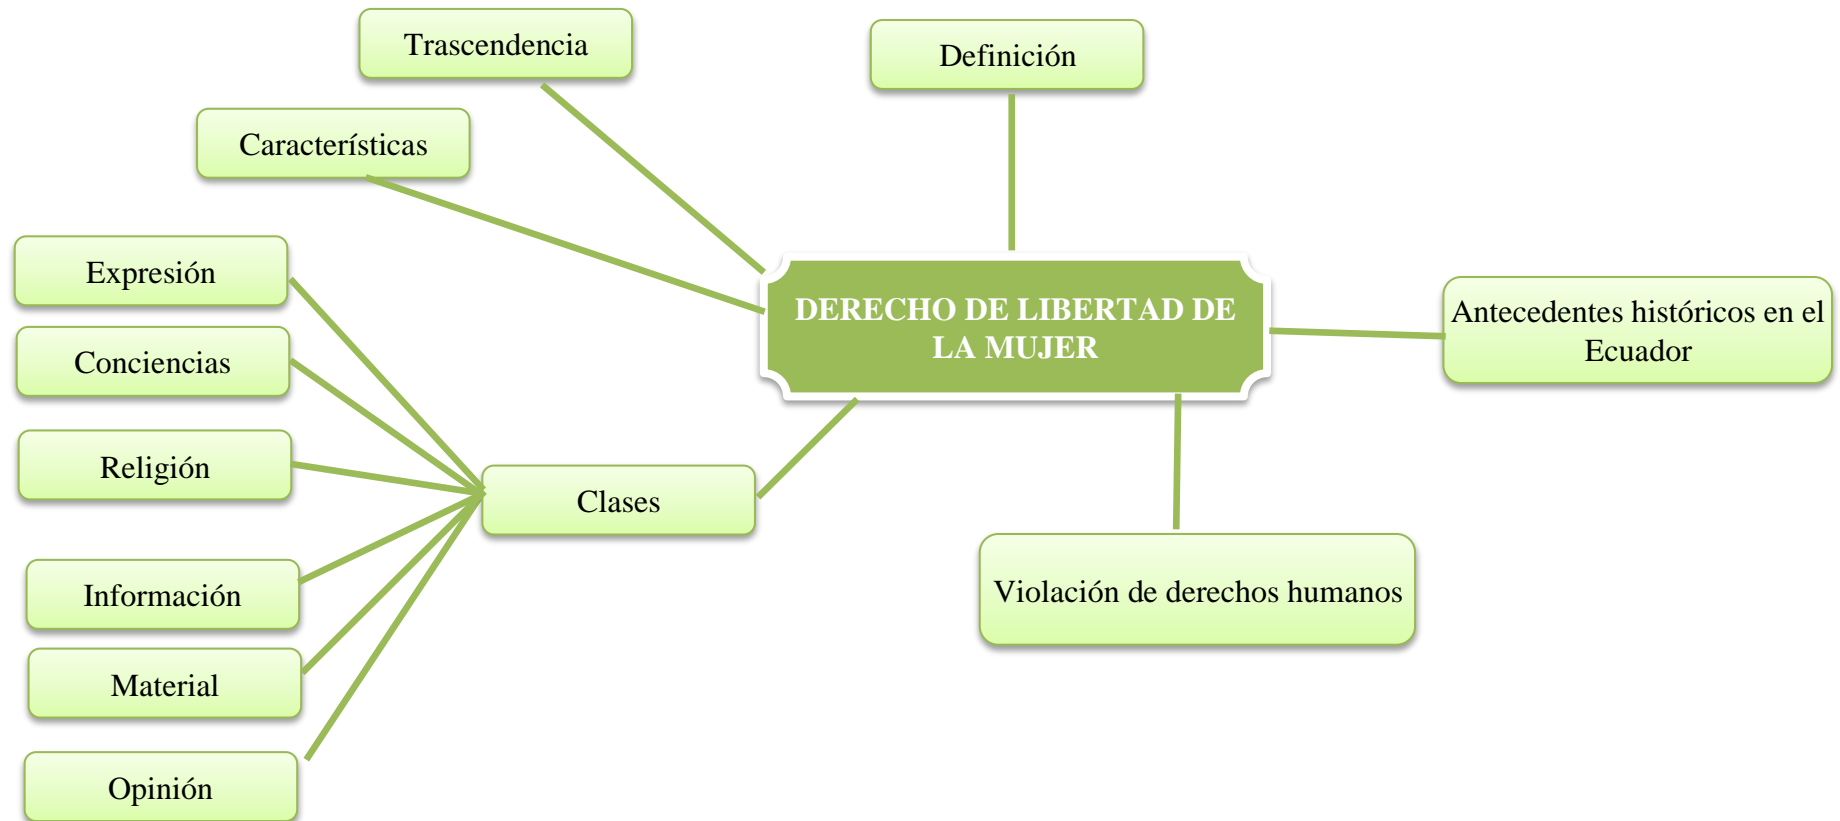 Trascendencia
Definición
Características
Expresión
DERECHO DE LIBERTAD DE
LA MUJER
Antecedentes históricos en el
Ecuador
Conciencias
Religión
Clases
Violación de derechos humanos
Información
Material
Opinión